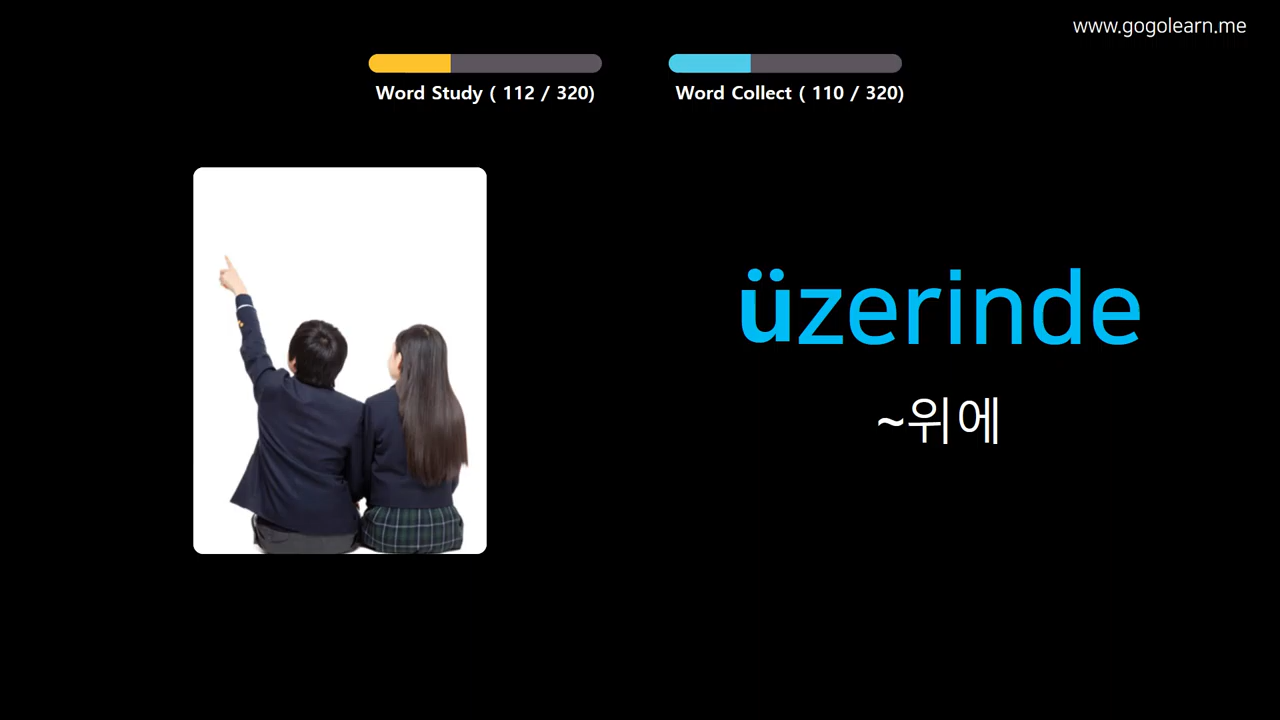 www.gogolearn.me
Word Study ( 112 / 320)
Word Collect ( 110 / 320)
üzerinde
~위에